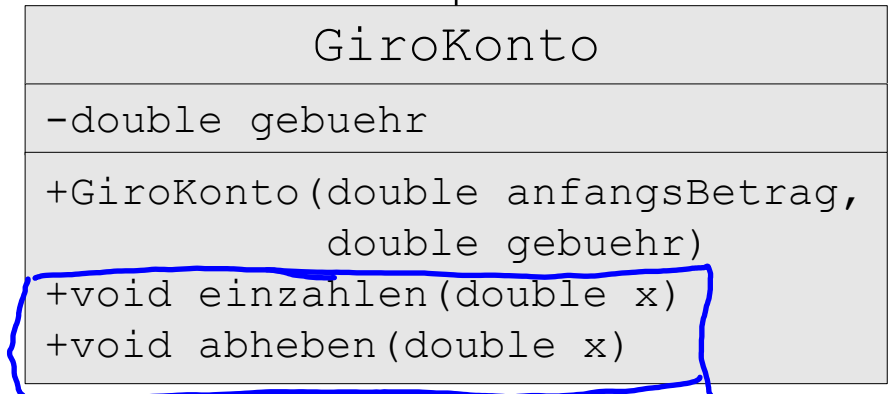 GiroKonto
-double gebuehr
+GiroKonto(double anfangsBetrag,
double gebuehr)
+void einzahlen(double x)
+void abheben(double x)